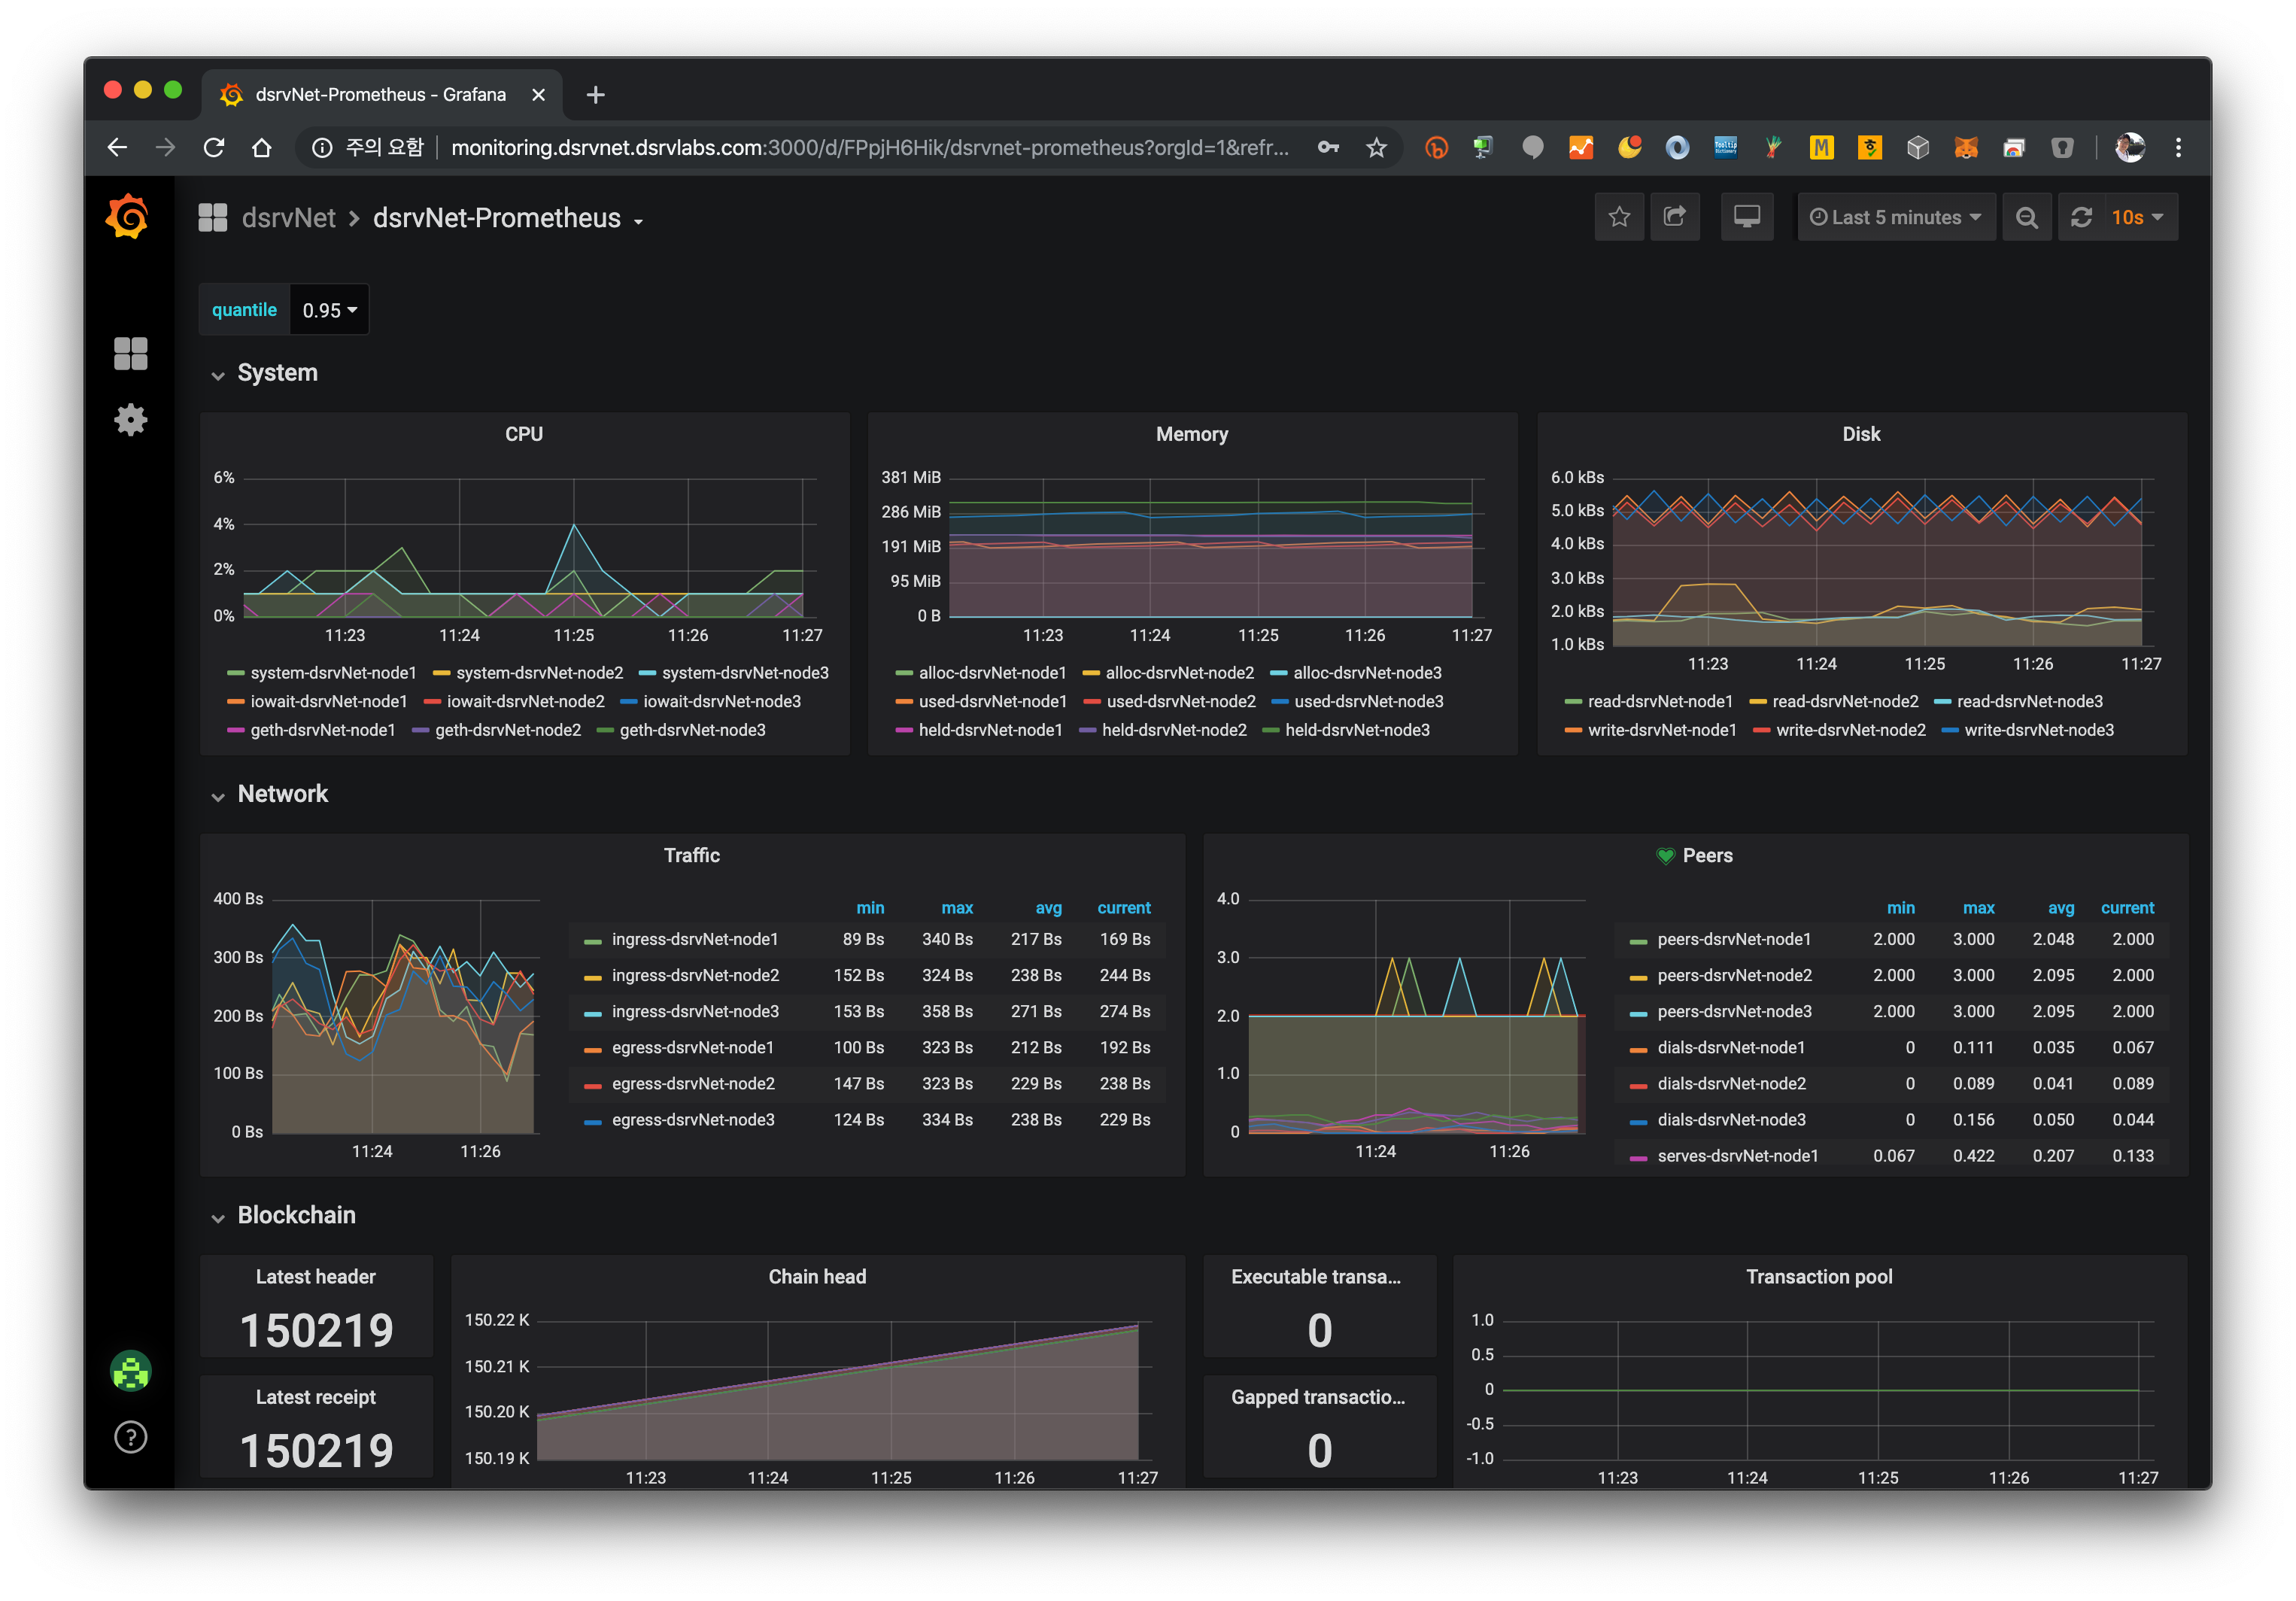 dsrvNet-Prometheus - Grafana
주의 요함 monitoring.dsrvnet.dsrvlabs.com:3000/d/FPpjH6Hik/dsrvnet-prometheus?orgId=1&refr...
Tooltip Dictionary
dsrvNet > dsrvNet-Prometheus
Last 5 minutes
10s
quantile 0.95
System
CPU
6%
4%
2%
0%
11:23 11:24 11:25 11:26 11:27
system-dsrvNet-node1 system-dsrvNet-node2 system-dsrvNet-node3
iowait-dsrvNet-node1 iowait-dsrvNet-node2 iowait-dsrvNet-node3
geth-dsrvNet-node1 geth-dsrvNet-node2 geth-dsrvNet-node3
Memory
381 MiB
286 MiB
191 MiB
95 MiB
0 B
11:23 11:24 11:25 11:26 11:27
alloc-dsrvNet-node1 alloc-dsrvNet-node2 alloc-dsrvNet-node3
used-dsrvNet-node1 used-dsrvNet-node2 used-dsrvNet-node3
held-dsrvNet-node1 held-dsrvNet-node2 held-dsrvNet-node3
Disk
6.0 kBs
5.0 kBs
4.0 kBs
3.0 kBs
2.0 kBs
1.0 kBs
11:23 11:24 11:25 11:26 11:27
read-dsrvNet-node1 read-dsrvNet-node2 read-dsrvNet-node3
write-dsrvNet-node1 write-dsrvNet-node2 write-dsrvNet-node3
Network
Traffic
400 Bs
300 Bs
200 Bs
100 Bs
0 Bs
11:24 11:26
min max avg current
ingress-dsrvNet-node1 89 Bs 340 Bs 217 Bs 169 Bs
ingress-dsrvNet-node2 152 Bs 324 Bs 238 Bs 244 Bs
ingress-dsrvNet-node3 153 Bs 358 Bs 271 Bs 274 Bs
egress-dsrvNet-node1 100 Bs 323 Bs 212 Bs 192 Bs
egress-dsrvNet-node2 147 Bs 323 Bs 229 Bs 238 Bs
egress-dsrvNet-node3 124 Bs 334 Bs 238 Bs 229 Bs
Peers
4.0
3.0
2.0
1.0
0
11:24 11:26
min max avg current
peers-dsrvNet-node1 2.000 3.000 2.048 2.000
peers-dsrvNet-node2 2.000 3.000 2.095 2.000
peers-dsrvNet-node3 2.000 3.000 2.095 2.000
dials-dsrvNet-node1 0 0.111 0.035 0.067
dials-dsrvNet-node2 0 0.089 0.041 0.089
dials-dsrvNet-node3 0 0.156 0.050 0.044
serves-dsrvNet-node1 0.067 0.422 0.207 0.133
Blockchain
Latest header
150219
Latest receipt
150219
Chain head
150.22 K
150.21 K
150.20 K
150.19 K
11:23 11:24 11:25 11:26 11:27
Executable transa...
0
Gapped transactio...
0
Transaction pool
1.0
0.5
0
-0.5
-1.0
11:23 11:24 11:25 11:26 11:27